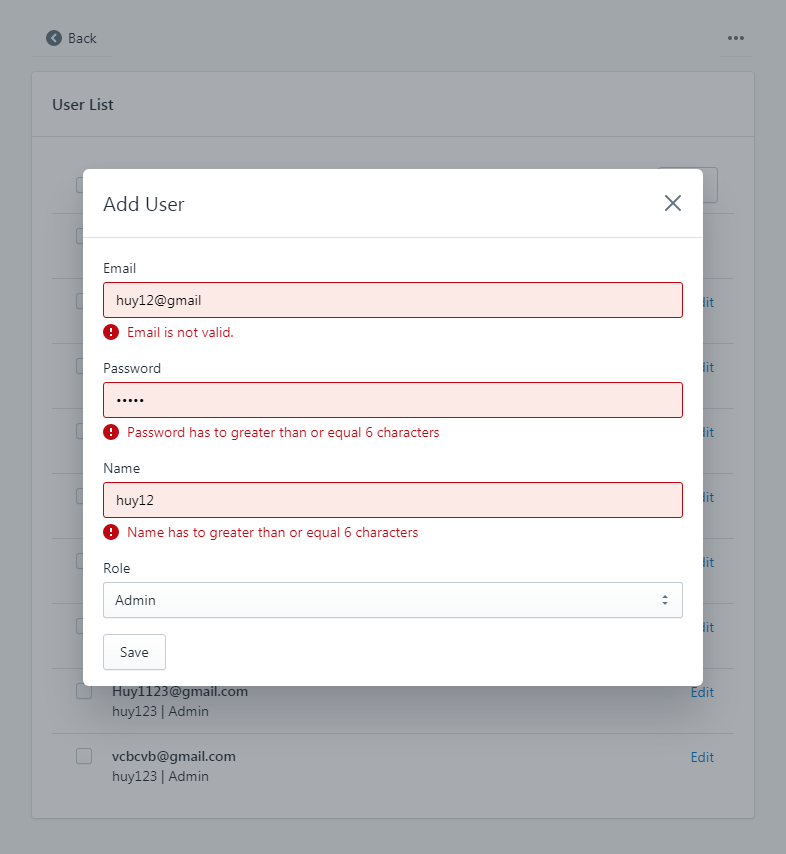 Back
User List
Add User
Email
huy12@gmail
Email is not valid.
Password
•••••
Password has to greater than or equal 6 characters
Name
huy12
Name has to greater than or equal 6 characters
Role
Admin
Save
Huy1123@gmail.com
Edit
huy123 | Admin
vcbcvb@gmail.com
Edit
huy123 | Admin